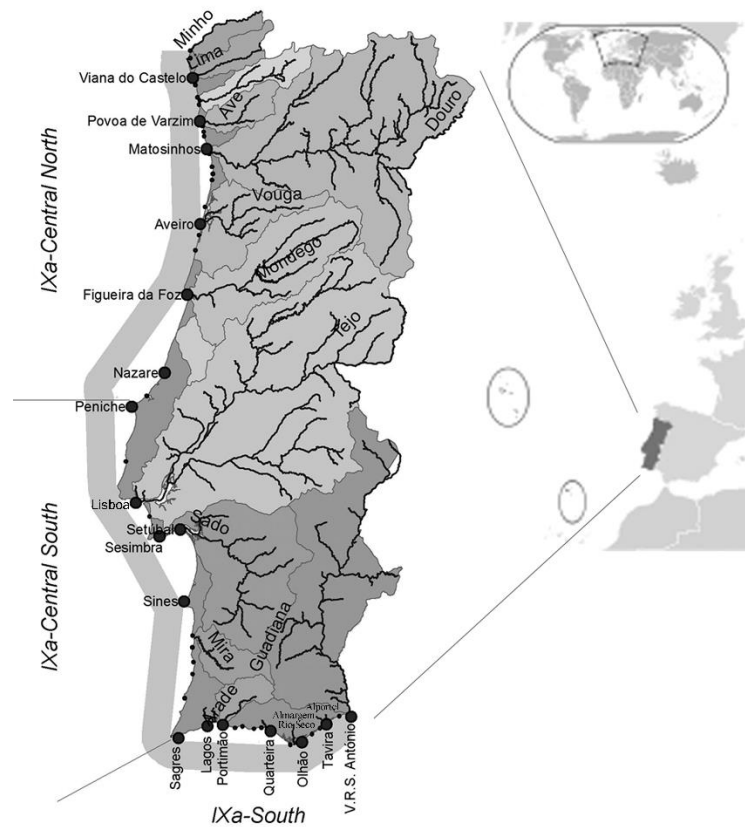 Minho
Lima
Viana do Castelo
Ave
Povoa de Varzim
Douro
Matosinhos
IXa-Central North
Vouga
Aveiro
Mondego
Figueira da Foz
Tejo
Nazare
Peniche
Lisboa
Sado
Setúbal
Sesimbra
IXa-Central South
Sines
Mira
Guadiana
Arade
Alportel
Almargem
Rio Seco
Sagres
Lagos
Portimão
Quarteira
Olhão
Tavira
V.R.S. António
IXa-South